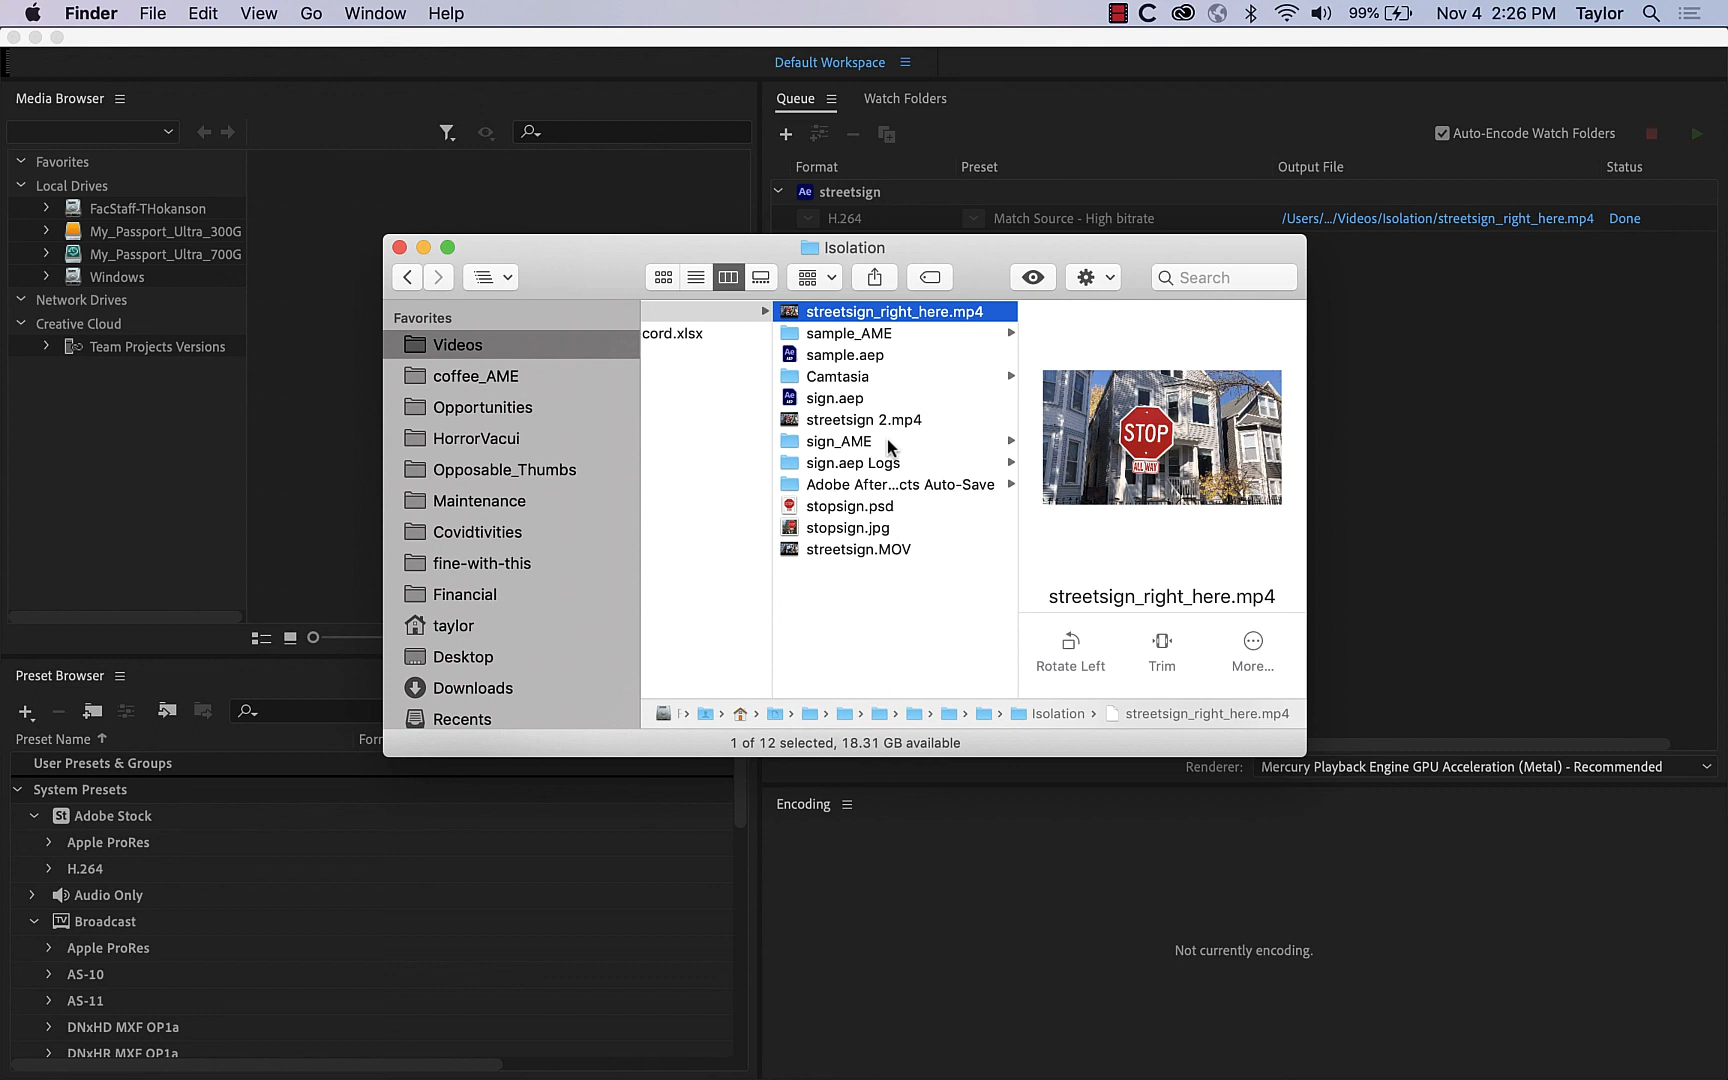 Finder File Edit View Go Window Help 99% Nov 4 2:26 PM Taylor
Default Workspace
Media Browser
Queue Watch Folders
Auto-Encode Watch Folders
Format Preset Output File Status
Ae streetsign
H.264 Match Source - High bitrate /Users/.../Videos/Isolation/streetsign_right_here.mp4 Done
Favorites
Local Drives
FacStaff-THokanson
My_Passport_Ultra_300G
My_Passport_Ultra_700G
Windows
Network Drives
Creative Cloud
Team Projects Versions
Isolation
Search
Favorites
Videos
coffee_AME
Opportunities
HorrorVacui
Opposable_Thumbs
Maintenance
Covidtivities
fine-with-this
Financial
taylor
Desktop
Downloads
Recents
cord.xlsx
streetsign_right_here.mp4
sample_AME
sample.aep
Camtasia
sign.aep
streetsign 2.mp4
sign_AME
sign.aep Logs
Adobe After...cts Auto-Save
stopsign.psd
stopsign.jpg
streetsign.MOV
STOP
ALL WAY
streetsign_right_here.mp4
Rotate Left Trim More...
Isolation streetsign_right_here.mp4
1 of 12 selected, 18.31 GB available
Preset Browser
Preset Name Forr
User Presets & Groups
System Presets
St Adobe Stock
Apple ProRes
H.264
Audio Only
TV Broadcast
Apple ProRes
AS-10
AS-11
DNxHD MXF OP1a
DNxHR MXF OP1a
Renderer: Mercury Playback Engine GPU Acceleration (Metal) - Recommended
Encoding
Not currently encoding.